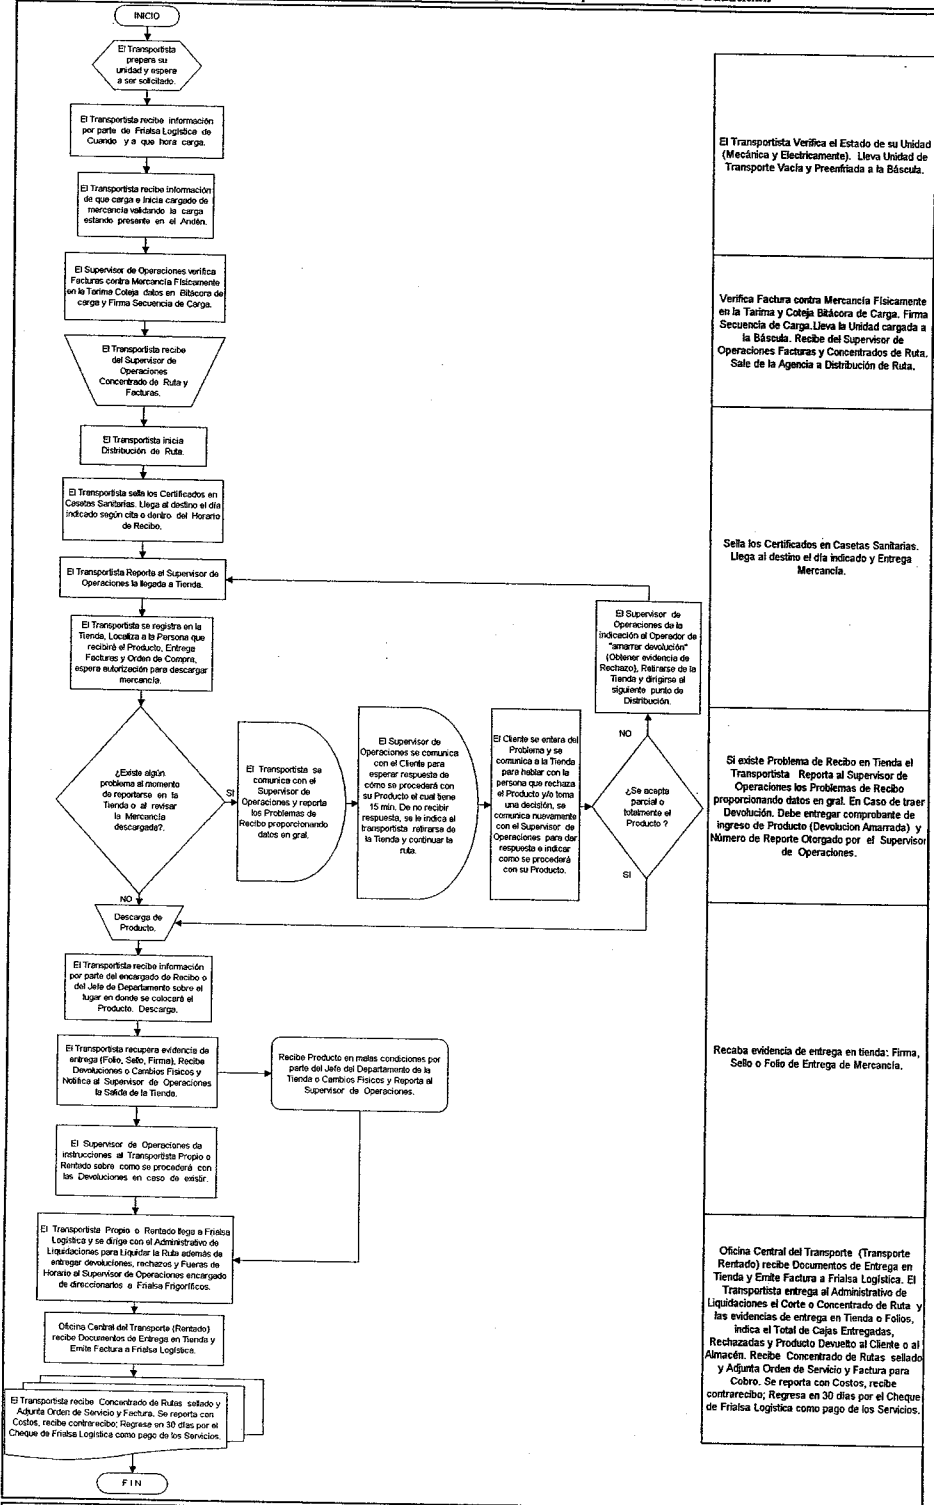 INICIO
El Transportista
prepara su
unidad y espera
a ser solicitado.
El Transportista recibe información
por parte de Frialsa Logística de
Cuando y a que hora carga.
El Transportista recibe información
de que carga e Inicia cargado de
mercancía validando la carga
estando presente en el Andén.
El Supervisor de Operaciones verifica
Facturas contra Mercancía Físicamente
en la Tarima Coteja datos en Bitácora de
carga y Firma Secuencia de Carga.
El Transportista recibe
del Supervisor de
Operaciones
Concentrado de Ruta y
Facturas.
El Transportista inicia
Distribución de Ruta.
El Transportista sella los Certificados en
Casetas Sanitarias. Llega al destino el día
indicado según cita o dentro del Horario
de Recibo.
El Transportista Reporta al Supervisor de
Operaciones la llegada a Tienda.
El Transportista se registra en la
Tienda, Localiza a la Persona que
recibirá el Producto, Entrega
Facturas y Orden de Compra,
espera autorización para descargar
mercancía.
¿Existe algún
problema al momento
de reportarse en la
Tienda o al revisar
la Mercancía
descargada?.
SI
El Transportista se
comunica con el
Supervisor de
Operaciones y reporta
los Problemas de
Recibo proporcionando
datos en gral.
El Supervisor de
Operaciones se comunica
con el Cliente para
esperar respuesta de
cómo se procederá con
su Producto el cual tiene
15 min. De no recibir
respuesta, se le indica al
transportista retirarse de
la Tienda y continuar la
ruta.
El Cliente se entera del
Problema y se
comunica a la Tienda
para hablar con la
persona que rechaza
el Producto y/o toma
una decisión, se
comunica nuevamente
con el Supervisor de
Operaciones para dar
respuesta e indicar
como se procederá
con su Producto.
El Supervisor de
Operaciones da la
indicación al Operador de
"amarrar devolución"
(Obtener evidencia de
Rechazo), Retirarse de la
Tienda y dirigirse al
siguiente punto de
Distribución.
NO
¿Se acepta
parcial o
totalmente el
Producto ?
SI
NO
Descarga de
Producto.
El Transportista recibe información
por parte del encargado de Recibo o
del Jefe de Departamento sobre el
lugar en donde se colocará el
Producto. Descarga.
El Transportista recupera evidencia de
entrega (Folio, Sello, Firma), Recibe
Devoluciones o Cambios Físicos y
Notifica al Supervisor de Operaciones
la Salida de la Tienda.
Recibe Producto en malas condiciones por
parte del Jefe del Departamento de la
Tienda o Cambios Físicos y Reporta al
Supervisor de Operaciones.
El Supervisor de Operaciones da
instrucciones al Transportista Propio o
Rentado sobre como se procederá con
las Devoluciones en caso de existir.
El Transportista Propio o Rentado llega a Frialsa
Logística y se dirige con el Administrativo de
Liquidaciones para Liquidar la Ruta además de
entregar devoluciones, rechazos y Fueras de
Horario al Supervisor de Operaciones encargado
de direccionarlos a Frialsa Frigoríficos.
Oficina Central del Transporte (Rentado)
recibe Documentos de Entrega en Tienda y
Emite Factura a Frialsa Logística.
El Transportista recibe Concentrado de Rutas sellado y
Adjunta Orden de Servicio y Factura. Se reporta con
Costos, recibe contrarecibo; Regresa en 30 días por el
Cheque de Frialsa Logística como pago de los Servicios.
FIN
El Transportista Verifica el Estado de su Unidad
(Mecánica y Electricamente). Lleva Unidad de
Transporte Vacía y Preenfriada a la Báscula.
Verifica Factura contra Mercancía Físicamente
en la Tarima y Coteja Bitácora de Carga. Firma
Secuencia de Carga.Lleva la Unidad cargada a
la Báscula. Recibe del Supervisor de
Operaciones Facturas y Concentrados de Ruta.
Sale de la Agencia a Distribución de Ruta.
Sella los Certificados en Casetas Sanitarias.
Llega al destino el día indicado y Entrega
Mercancía.
Si existe Problema de Recibo en Tienda el
Transportista Reporta al Supervisor de
Operaciones los Problemas de Recibo
proporcionando datos en gral. En Caso de traer
Devolución. Debe entregar comprobante de
ingreso de Producto (Devolucion Amarrada) y
Número de Reporte Otorgado por el Supervisor
de Operaciones.
Recaba evidencia de entrega en tienda: Firma,
Sello o Folio de Entrega de Mercancía.
Oficina Central del Transporte (Transporte
Rentado) recibe Documentos de Entrega en
Tienda y Emite Factura a Frialsa Logística. El
Transportista entrega al Administrativo de
Liquidaciones el Corte o Concentrado de Ruta y
las evidencias de entrega en Tienda o Folios,
indica el Total de Cajas Entregadas,
Rechazadas y Producto Devuelto al Cliente o al
Almacén. Recibe Concentrado de Rutas sellado
y Adjunta Orden de Servicio y Factura para
Cobro. Se reporta con Costos, recibe
contrarecibo; Regresa en 30 días por el Cheque
de Frialsa Logística como pago de los Servicios.